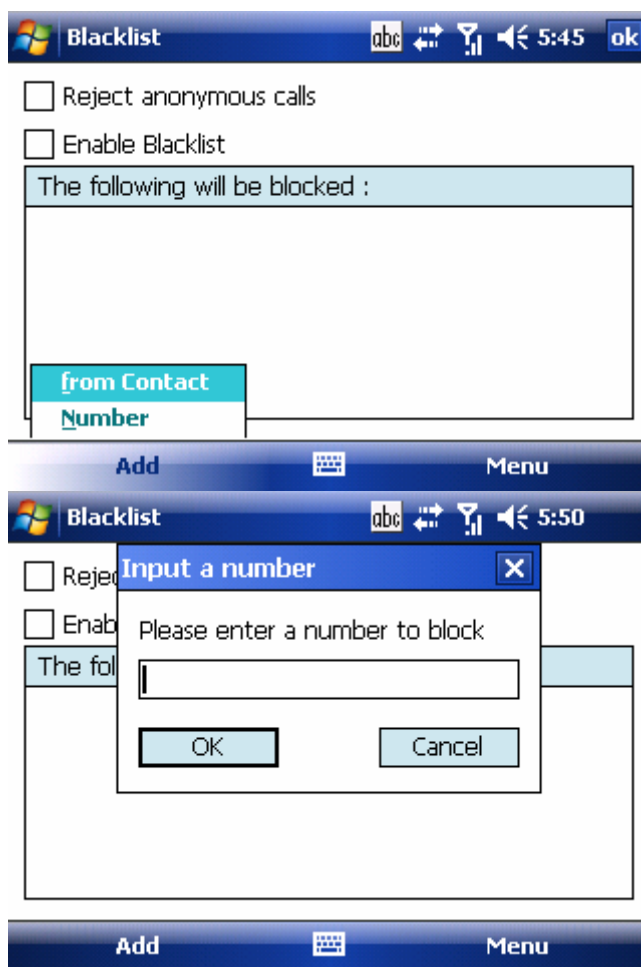 Blacklist abc 5:45 ok
Reject anonymous calls
Enable Blacklist
The following will be blocked :
from Contact
Number
Add Menu
Blacklist abc 5:50
Rejec
Input a number
Enab
Please enter a number to block
The fol
OK Cancel
Add Menu